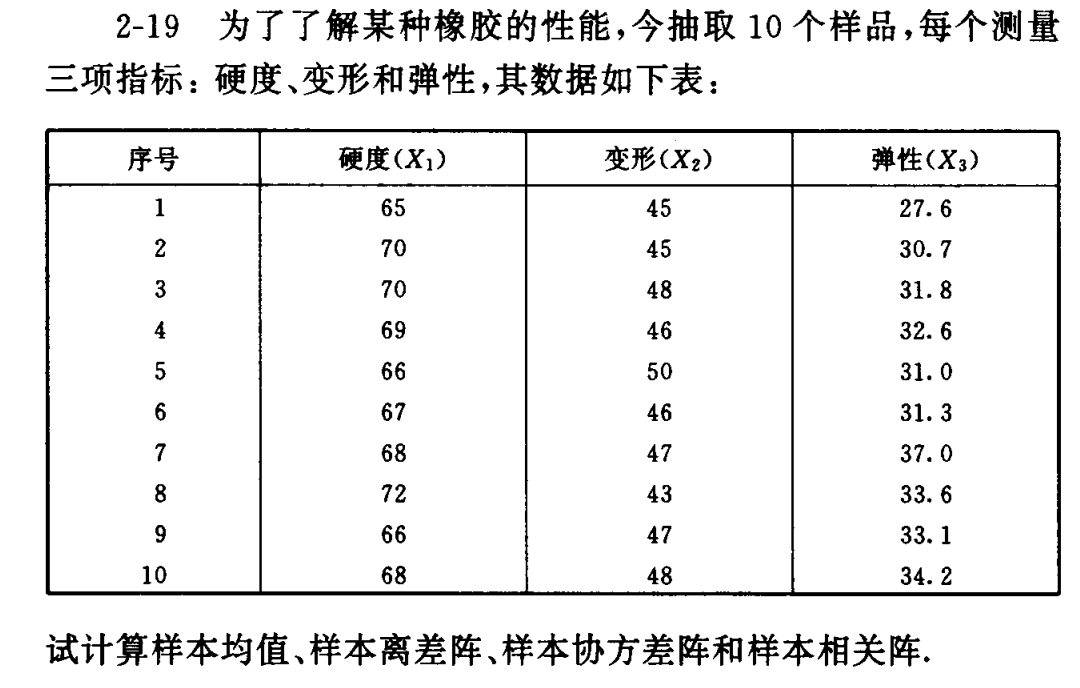 2-19 为了了解某种橡胶的性能,今抽取 10 个样品,每个测量
三项指标:硬度、变形和弹性,其数据如下表:
序号 硬度(X₁) 变形(X₂) 弹性(X₃)
1 65 45 27.6
2 70 45 30.7
3 70 48 31.8
4 69 46 32.6
5 66 50 31.0
6 67 46 31.3
7 68 47 37.0
8 72 43 33.6
9 66 47 33.1
10 68 48 34.2
试计算样本均值、样本离差阵、样本协方差阵和样本相关阵.